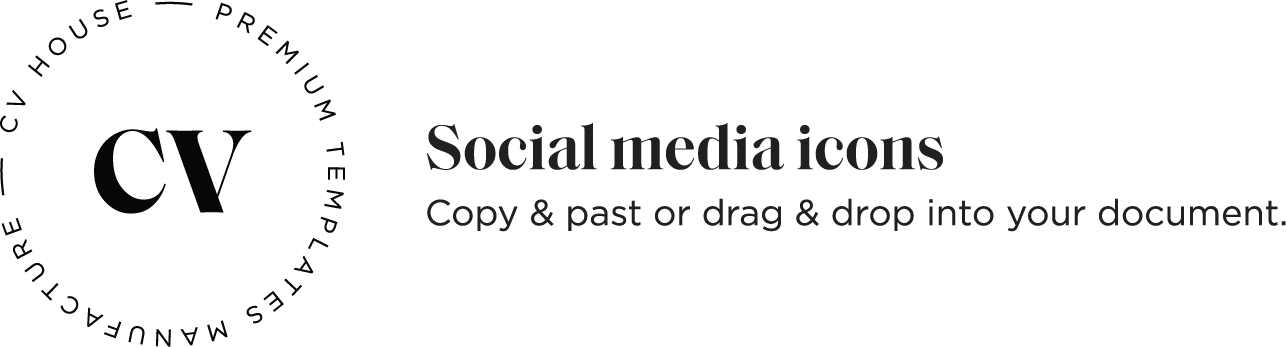 CV HOUSE — PREMIUM TEMPLATES MANUFACTURE —
CV
Social media icons
Copy & past or drag & drop into your document.